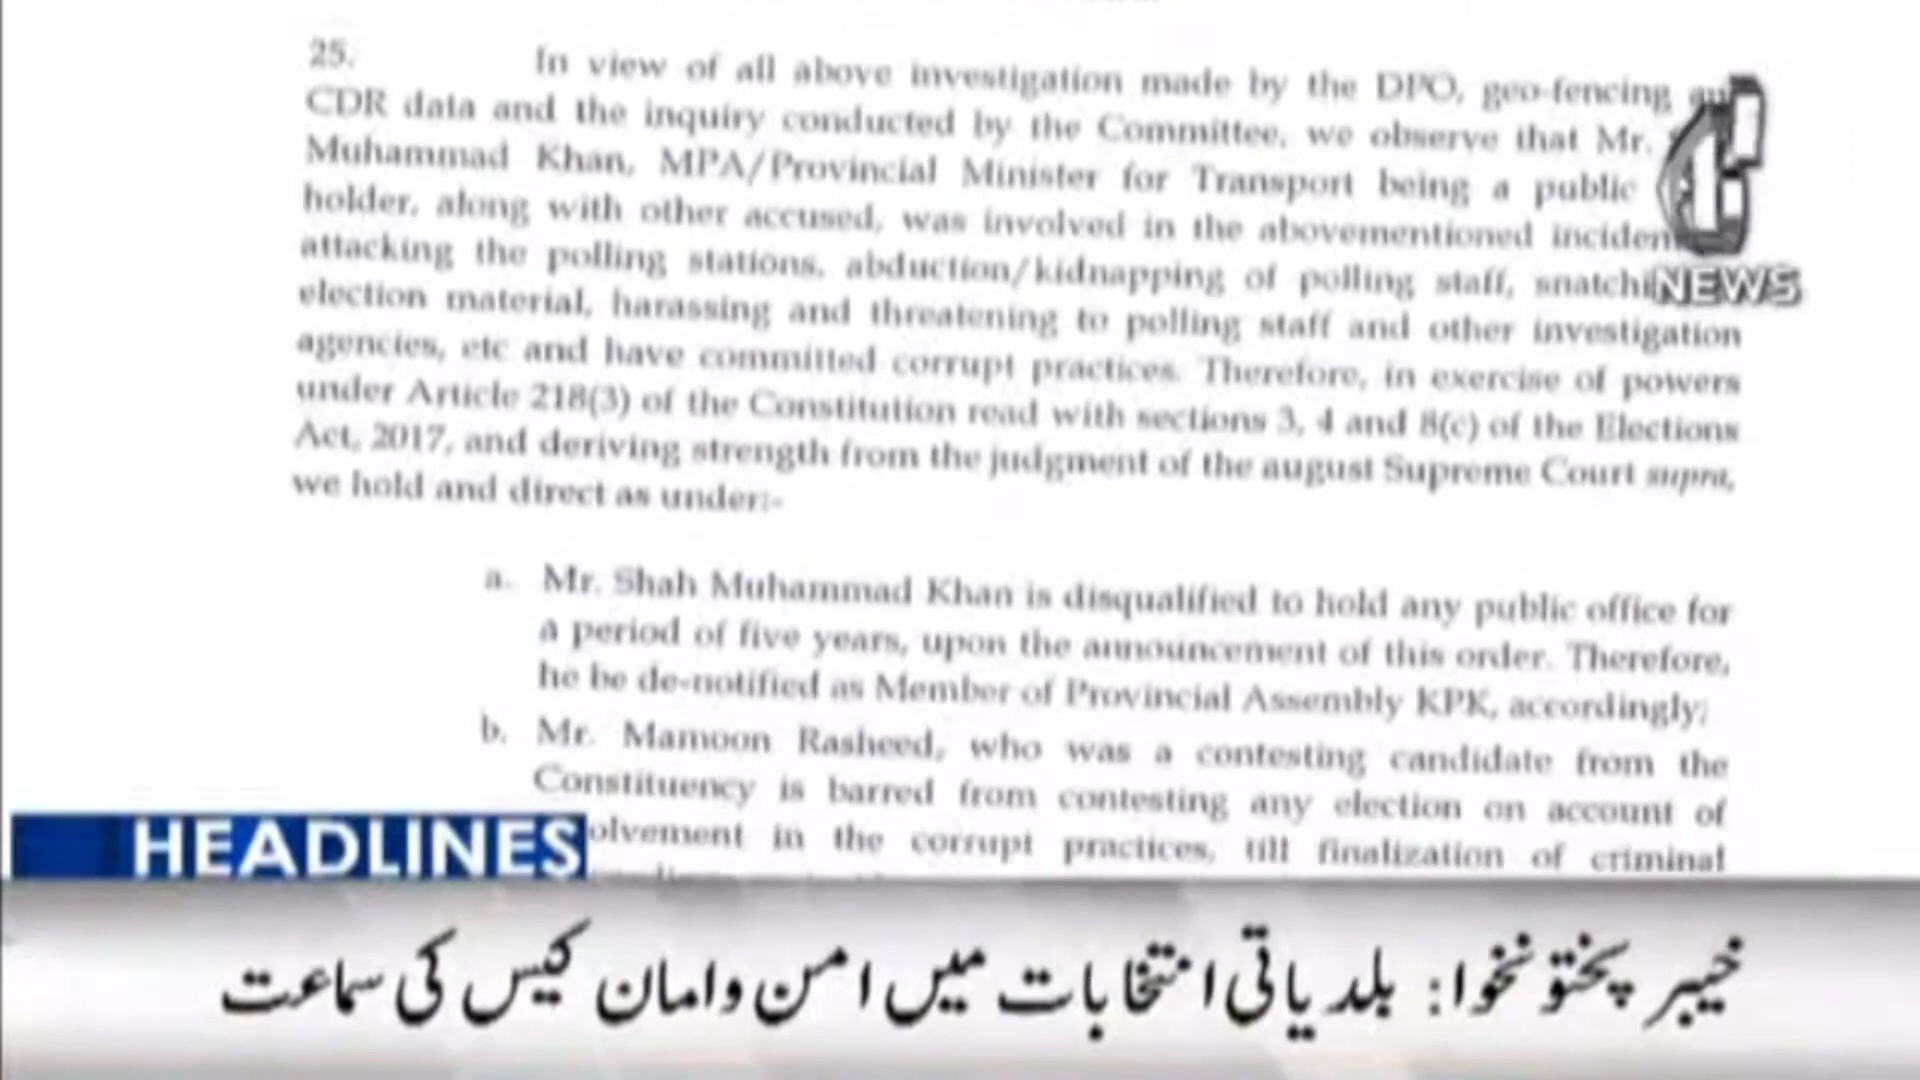 25. In view of all above investigation made by the DPO, geo-fencing
CDR data and the inquiry conducted by the Committee, we observe that Mr.
Muhammad Khan, MPA/Provincial Minister for Transport being a public
holder, along with other accused, was involved in the abovementioned
attacking the polling stations, abduction/kidnapping of polling staff,
election material, harassing and threatening to polling staff and other investigation
agencies, etc and have committed corrupt practices. Therefore, in exercise of powers
under Article 218(3) of the Constitution read with sections 3, 4 and 8(c) of the Elections
Act, 2017, and deriving strength from the judgment of the august Supreme Court supra,
we hold and direct as under:-
a. Mr. Shah Muhammad Khan is disqualified to hold any public office for
a period of five years, upon the announcement of this order. Therefore,
he be de-notified as Member of Provincial Assembly KPK, accordingly;
b. Mr. Mamoon Rasheed, who was a contesting candidate from the
Constituency is barred from contesting any election on account of
olvement in the corrupt practices, till finalization of criminal
NEWS
HEADLINES
خیبر پختونخوا: بلدیاتی انتخابات میں امن وامان کیس کی سماعت